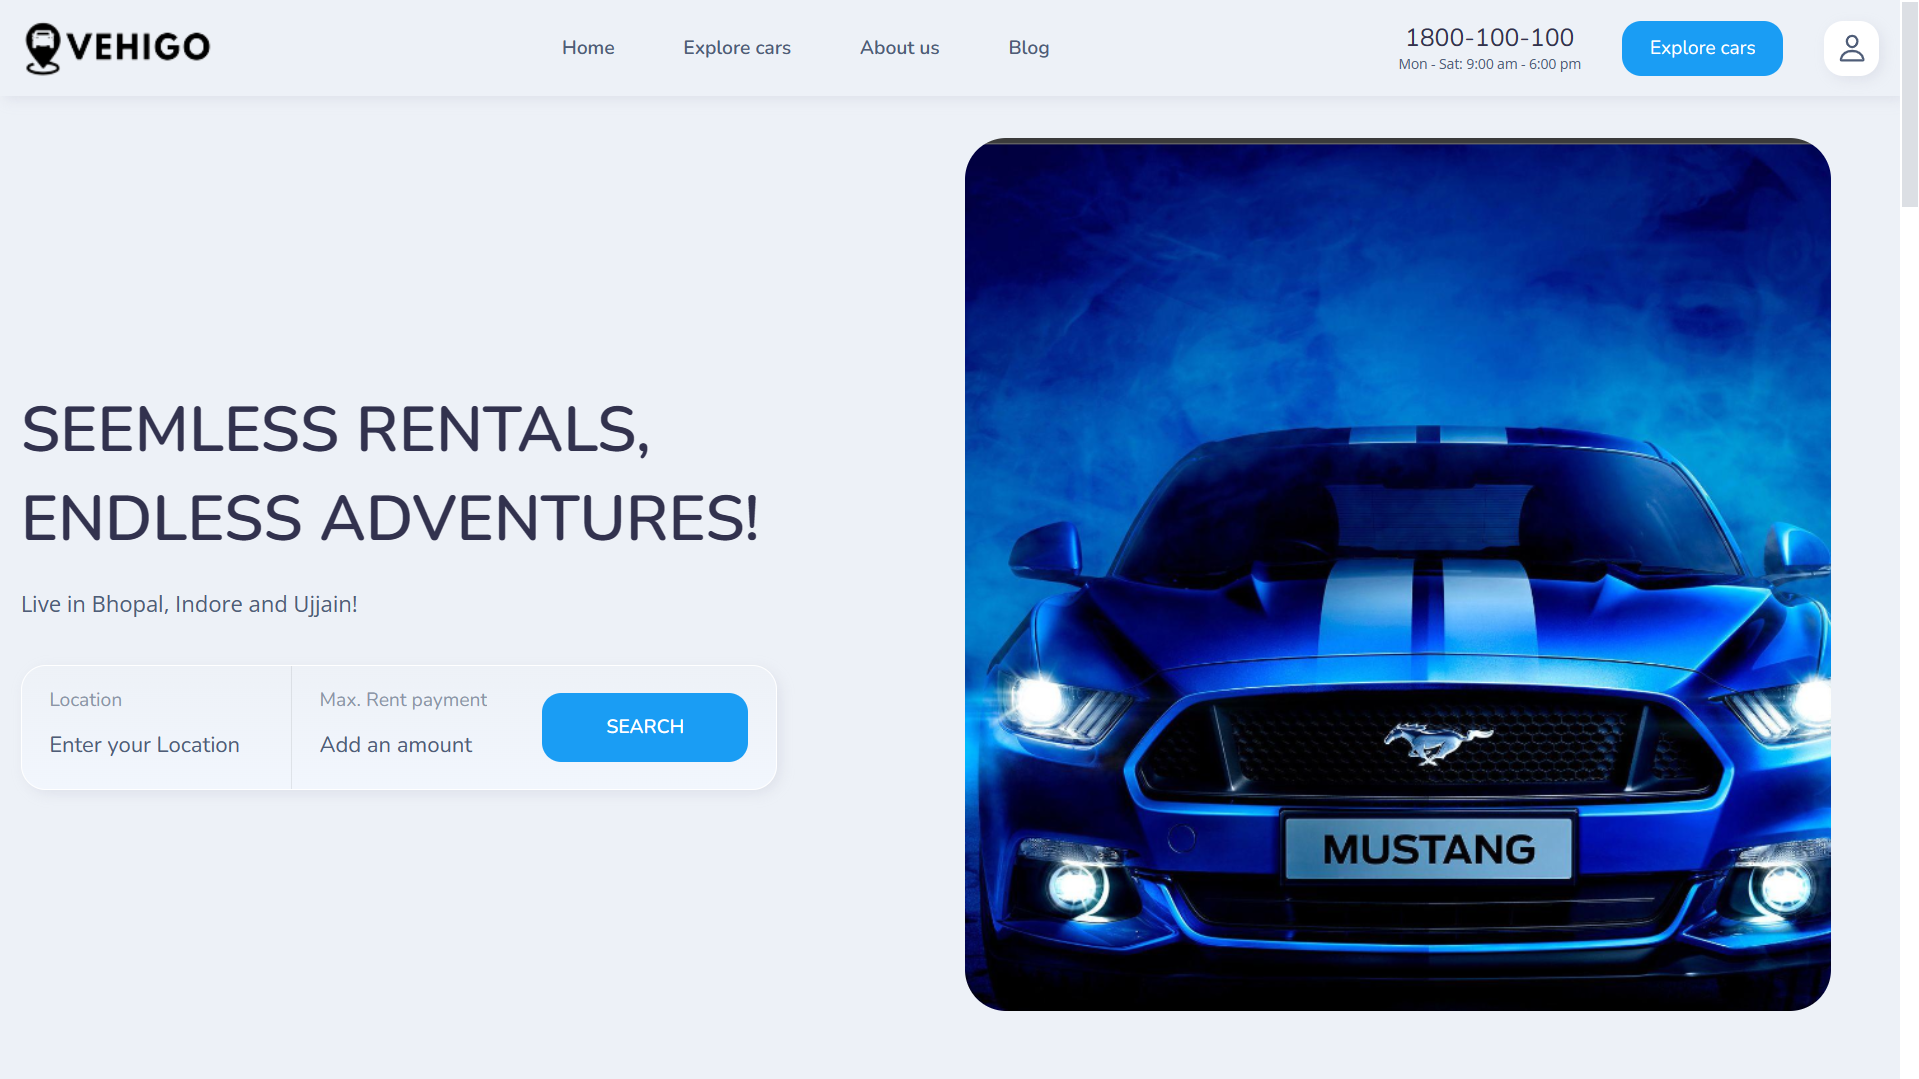 VEHIGO
Home
Explore cars
About us
Blog
1800-100-100
Mon - Sat: 9:00 am - 6:00 pm
Explore cars
SEEMLESS RENTALS,
ENDLESS ADVENTURES!
Live in Bhopal, Indore and Ujjain!
Location
Enter your Location
Max. Rent payment
Add an amount
SEARCH
MUSTANG